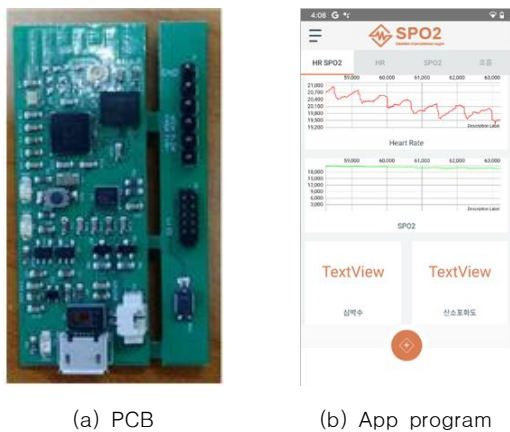 4:08 G
SPO2
HR SPO2 HR SPO2 호흡
59,000 60,000 61,000 62,000 63,000
21,000
20,700
20,400
20,100
19,800
19,500
19,200
Description Label
Heart Rate
59,000 60,000 61,000 62,000 63,000
18,000
15,000
12,000
9,000
6,000
3,000
Description Label
SPO2
TextView TextView
심박수 산소포화도
(a) PCB (b) App program